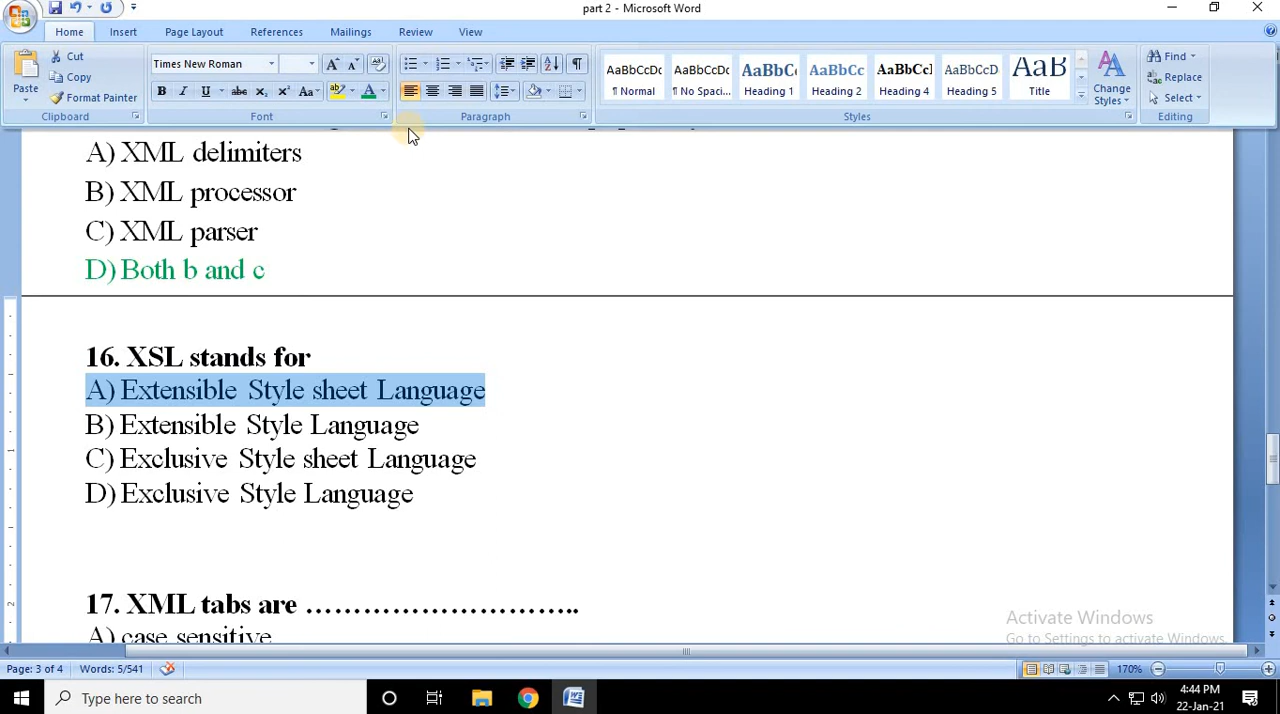 part 2 - Microsoft Word
Home Insert Page Layout References Mailings Review View
Paste
Cut
Copy
Format Painter
Clipboard
Times New Roman
Font
Paragraph
AaBbCcDc AaBbCcDc AaBbCc AaBbCc AaBbCcI AaBbCcD AaB
¶ Normal ¶ No Spaci... Heading 1 Heading 2 Heading 4 Heading 5 Title
Change Styles
Styles
Find
Replace
Select
Editing
A) XML delimiters
B) XML processor
C) XML parser
D) Both b and c
16. XSL stands for
A) Extensible Style sheet Language
B) Extensible Style Language
C) Exclusive Style sheet Language
D) Exclusive Style Language
17. XML tabs are ………………………..
A) case sensitive
Activate Windows
Go to Settings to activate Windows.
Page: 3 of 4 Words: 5/541 170%
Type here to search
4:44 PM
22-Jan-21